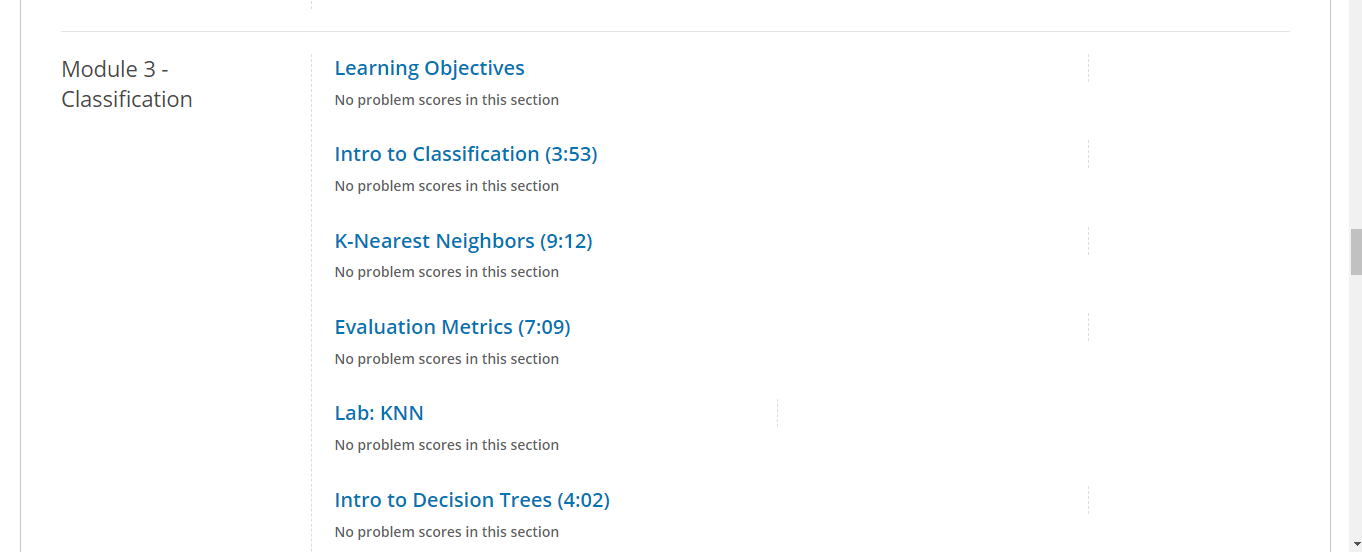 Module 3 -
Classification
Learning Objectives
No problem scores in this section
Intro to Classification (3:53)
No problem scores in this section
K-Nearest Neighbors (9:12)
No problem scores in this section
Evaluation Metrics (7:09)
No problem scores in this section
Lab: KNN
No problem scores in this section
Intro to Decision Trees (4:02)
No problem scores in this section